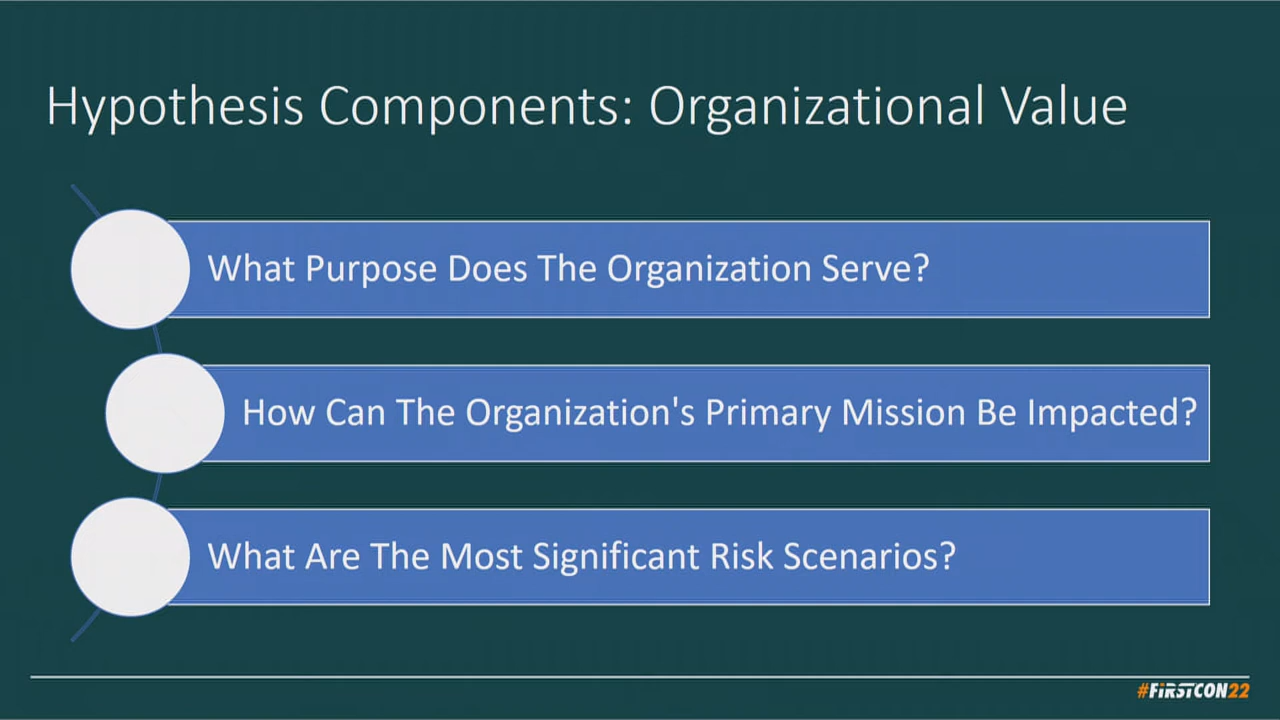 Hypothesis Components: Organizational Value
What Purpose Does The Organization Serve?
How Can The Organization's Primary Mission Be Impacted?
What Are The Most Significant Risk Scenarios?
#FiRSTCON22